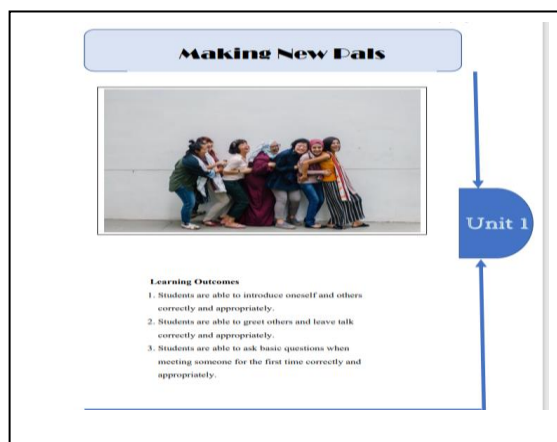 Making New Pals
Unit 1
Learning Outcomes
1. Students are able to introduce oneself and others
correctly and appropriately.
2. Students are able to greet others and leave talk
correctly and appropriately.
3. Students are able to ask basic questions when
meeting someone for the first time correctly and
appropriately.